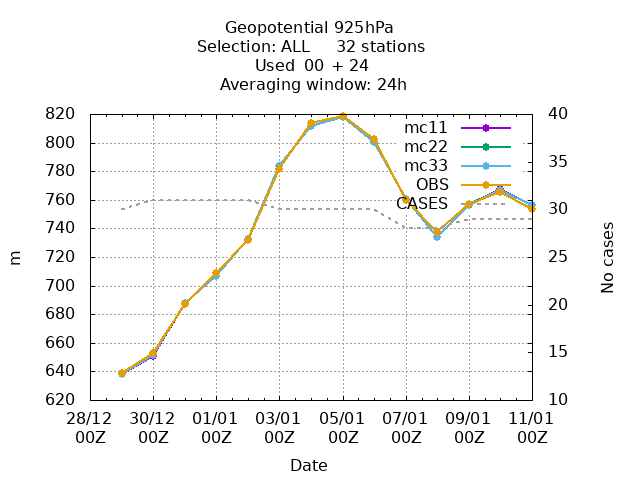 Geopotential 925hPa
Selection: ALL 32 stations
Used 00 + 24
Averaging window: 24h
820
800
780
760
740
720
700
680
660
640
620
m
40
35
30
25
20
15
10
No cases
mc11
mc22
mc33
OBS
CASES
28/12 30/12 01/01 03/01 05/01 07/01 09/01 11/01
00Z 00Z 00Z 00Z 00Z 00Z 00Z 00Z
Date